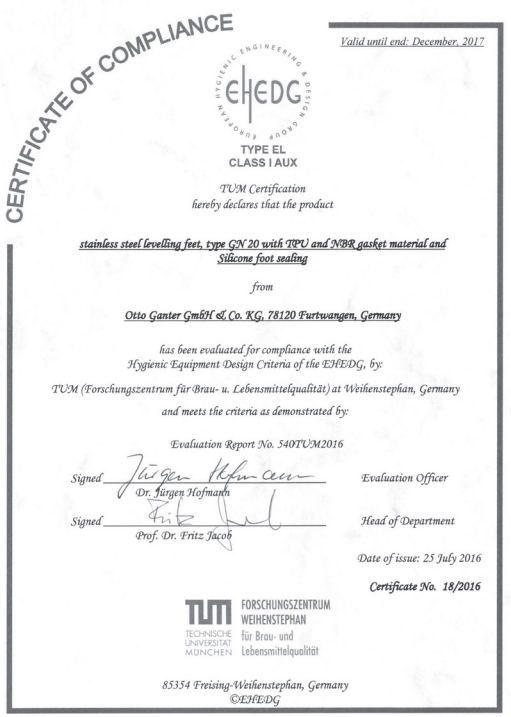 CERTIFICATE OF COMPLIANCE
Valid until end: December, 2017
EUROPEAN HYGIENIC ENGINEERING & DESIGN GROUP
EHEDG
TYPE EL
CLASS I AUX
TUM Certification
hereby declares that the product
stainless steel levelling feet, type GN 20 with TPU and NBR gasket material and
Silicone foot sealing
from
Otto Ganter GmbH & Co. KG, 78120 Furtwangen, Germany
has been evaluated for compliance with the
Hygienic Equipment Design Criteria of the EHEDG, by:
TUM (Forschungszentrum für Brau- u. Lebensmittelqualität) at Weihenstephan, Germany
and meets the criteria as demonstrated by:
Evaluation Report No. 540TUM2016
Signed Jürgen Hofmann Evaluation Officer
Dr. Jürgen Hofmann
Signed Fritz Jacob Head of Department
Prof. Dr. Fritz Jacob
Date of issue: 25 July 2016
Certificate No. 18/2016
TUM
TECHNISCHE
UNIVERSITÄT
MÜNCHEN
FORSCHUNGSZENTRUM
WEIHENSTEPHAN
für Brau- und
Lebensmittelqualität
85354 Freising-Weihenstephan, Germany
©EHEDG